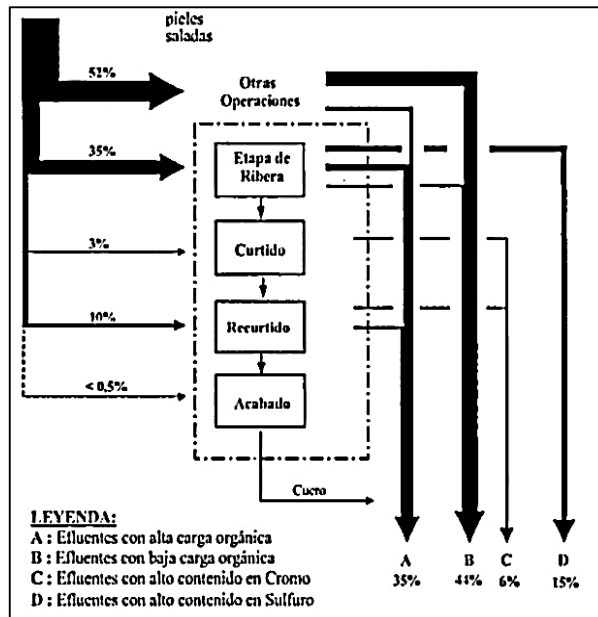 pieles
saladas
52%
Otras
Operaciones
35%
Etapa de
Ribera
3%
Curtido
10%
Recurtido
< 0,5%
Acabado
Cuero
LEYENDA:
A : Efluentes con alta carga orgánica
B : Efluentes con baja carga orgánica
C : Efluentes con alto contenido en Cromo
D : Efluentes con alto contenido en Sulfuro
A B C D
35% 44% 6% 15%